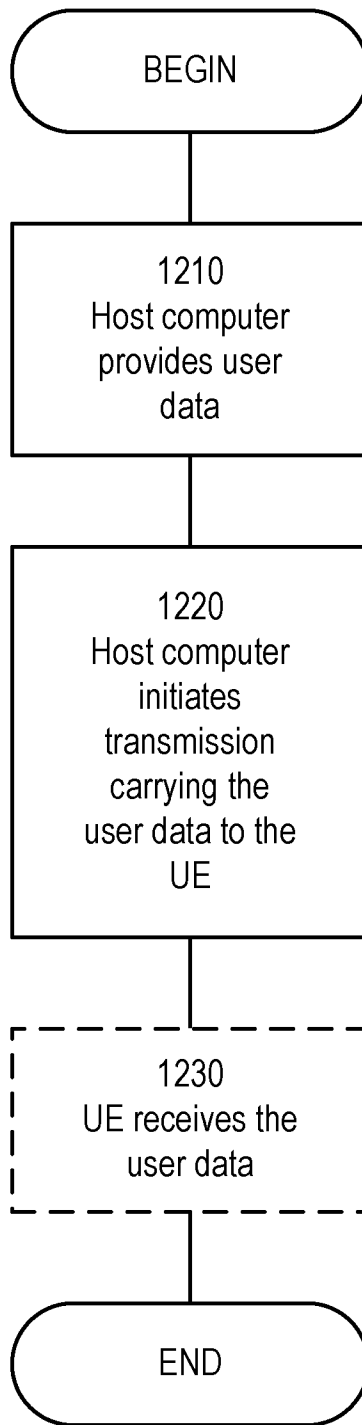 BEGIN
1210
Host computer
provides user
data
1220
Host computer
initiates
transmission
carrying the
user data to the
UE
1230
UE receives the
user data
END